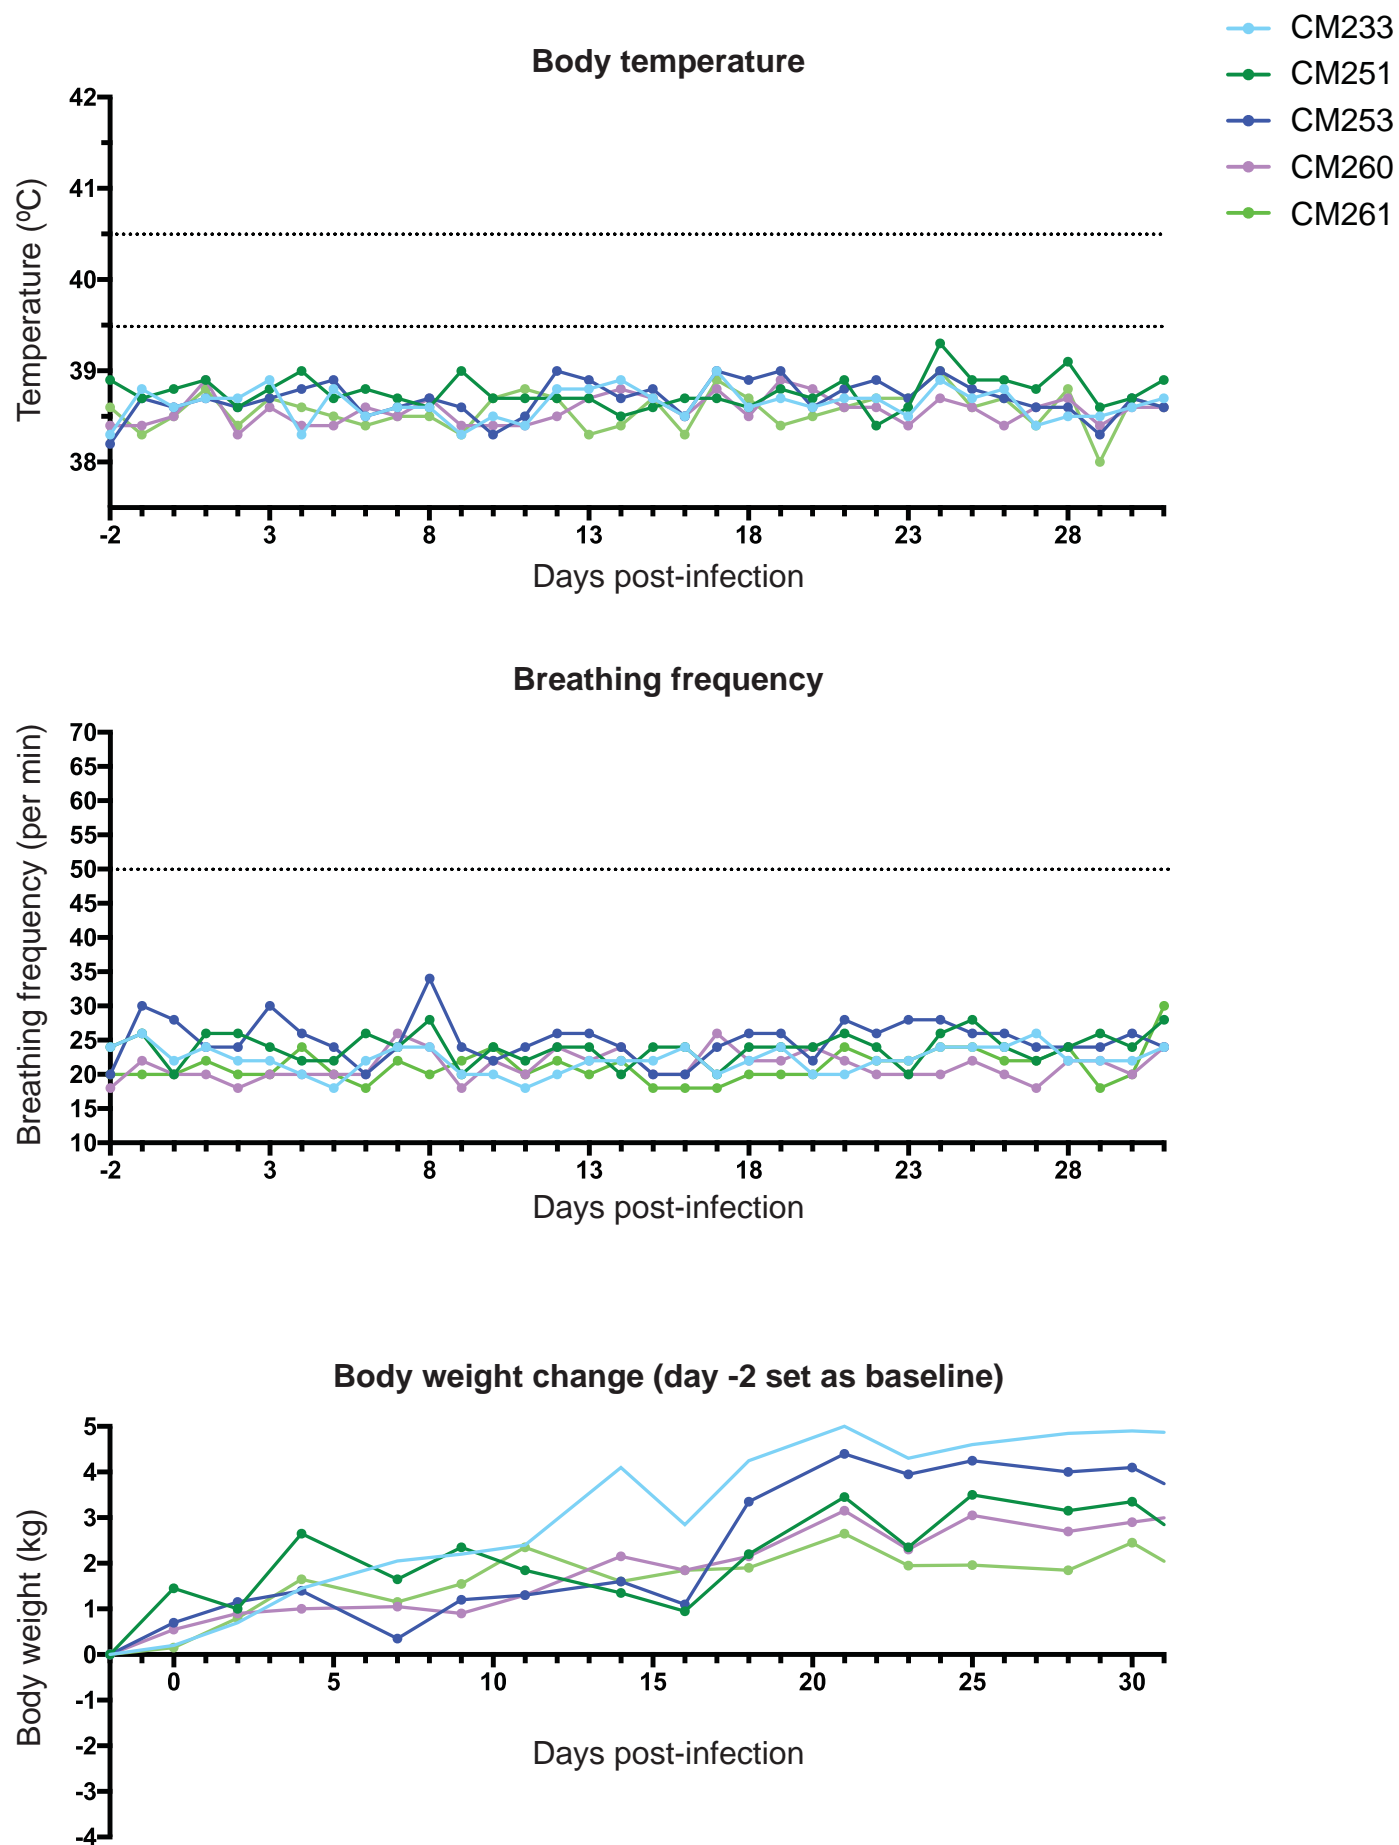 CM233
CM251
CM253
CM260
CM261
Body temperature
Temperature (ºC)
42
41
40
39
38
-2 3 8 13 18 23 28
Days post-infection
Breathing frequency
Breathing frequency (per min)
70
65
60
55
50
45
40
35
30
25
20
15
10
-2 3 8 13 18 23 28
Days post-infection
Body weight change (day -2 set as baseline)
Body weight (kg)
5
4
3
2
1
0
-1
-2
-3
-4
0 5 10 15 20 25 30
Days post-infection